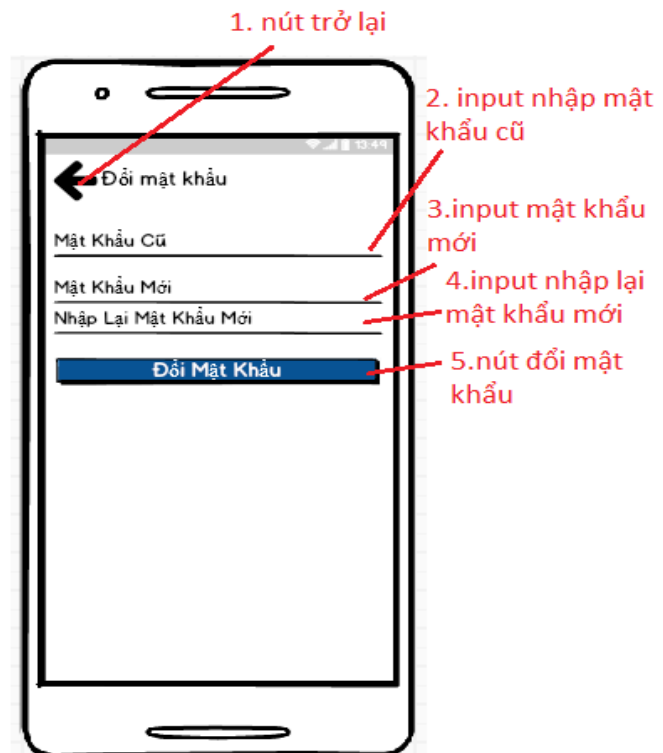 1. nút trở lại
2. input nhập mật
khẩu cũ
13:49
Đổi mật khẩu
3.input mật khẩu
mới
Mật Khẩu Cũ
4.input nhập lại
mật khẩu mới
Mật Khẩu Mới
Nhập Lại Mật Khẩu Mới
5.nút đổi mật
khẩu
Đổi Mật Khẩu